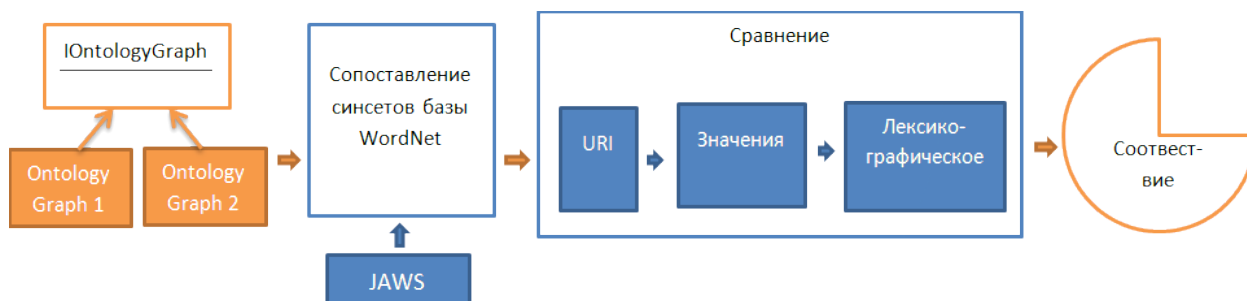 IOntologyGraph
Ontology
Graph 1
Ontology
Graph 2
Сопоставление
синсетов базы
WordNet
JAWS
Сравнение
URI
Значения
Лексико-
графическое
Соотвест-
вие